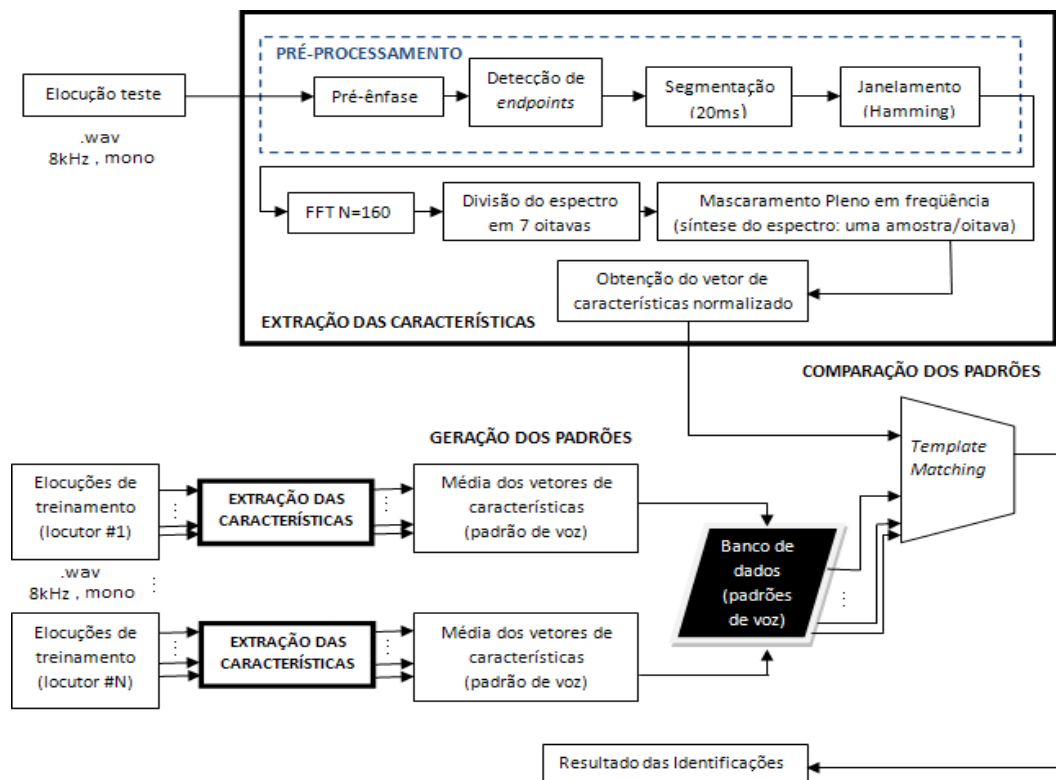 PRÉ-PROCESSAMENTO
Elocução teste
.wav
8kHz , mono
Pré-ênfase
Detecção de
endpoints
Segmentação
(20ms)
Janelamento
(Hamming)
FFT N=160
Divisão do espectro
em 7 oitavas
Mascaramento Pleno em freqüência
(síntese do espectro: uma amostra/oitava)
Obtenção do vetor de
características normalizado
EXTRAÇÃO DAS CARACTERÍSTICAS
COMPARAÇÃO DOS PADRÕES
Template
Matching
GERAÇÃO DOS PADRÕES
Elocuções de
treinamento
(locutor #1)
EXTRAÇÃO DAS
CARACTERÍSTICAS
Média dos vetores de
características
(padrão de voz)
.wav
8kHz , mono
Banco de
dados
(padrões
de voz)
Elocuções de
treinamento
(locutor #N)
EXTRAÇÃO DAS
CARACTERÍSTICAS
Média dos vetores de
características
(padrão de voz)
Resultado das Identificações